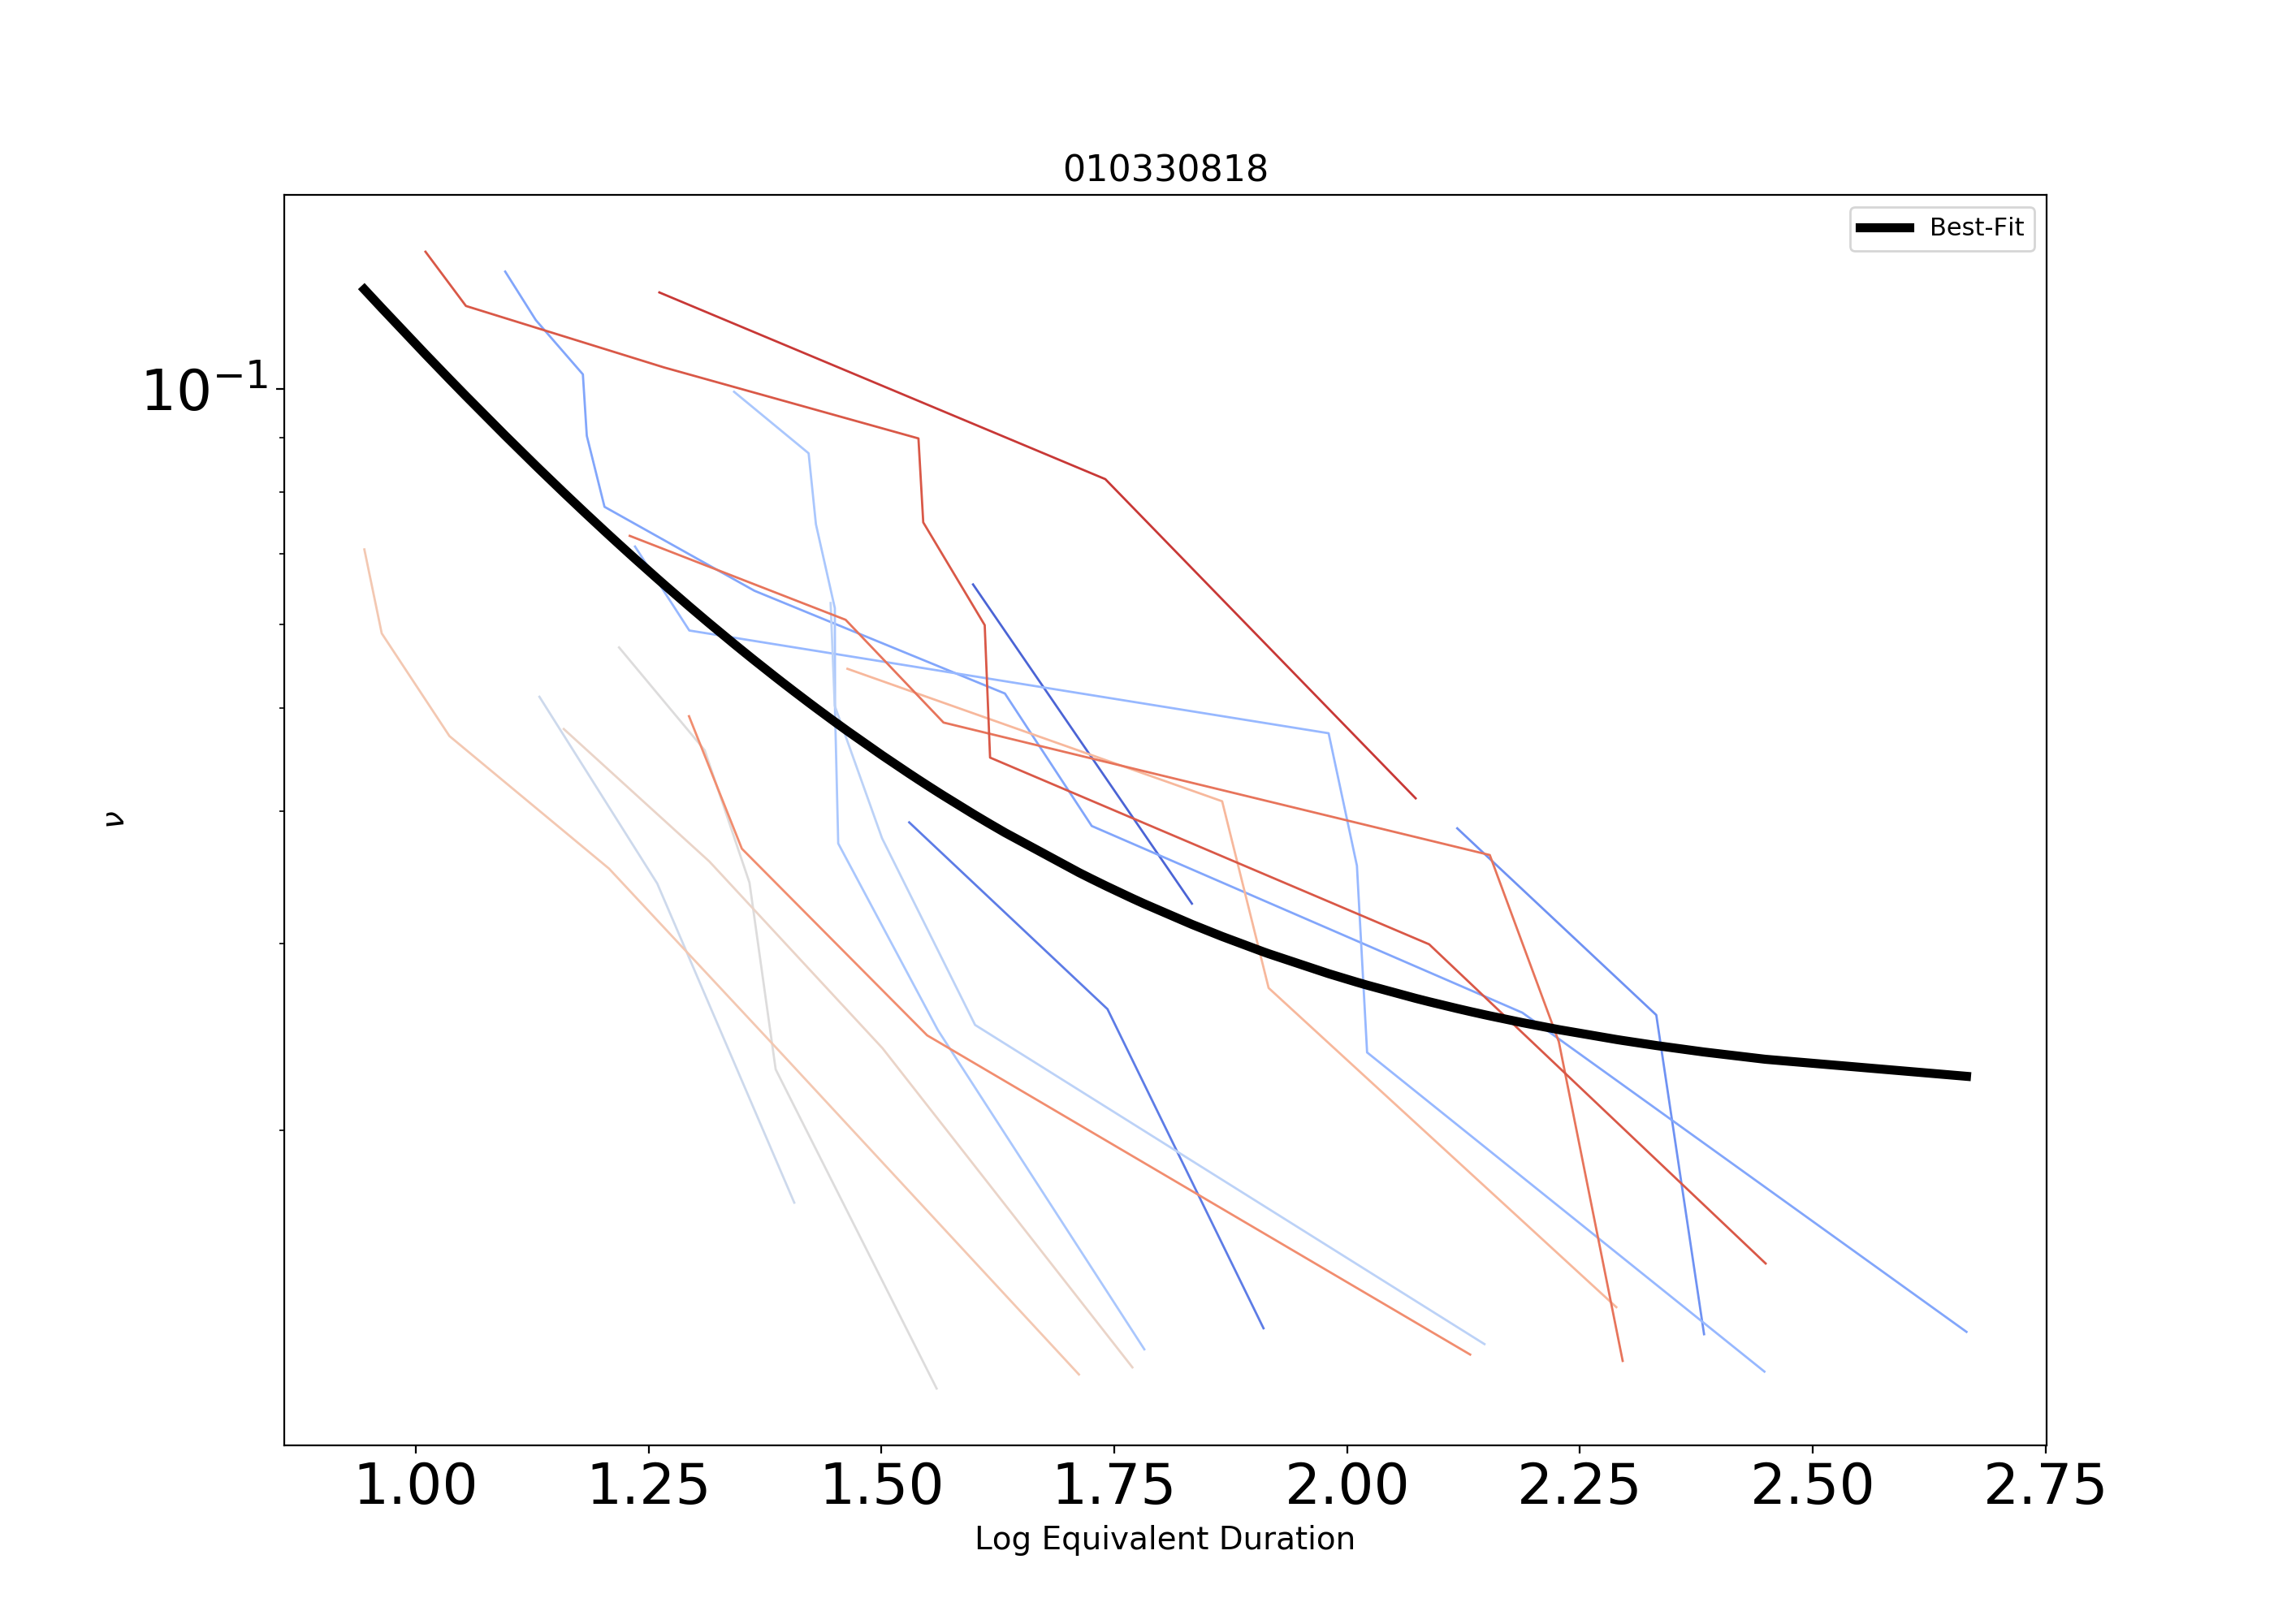 010330818
Best-Fit
10⁻¹
ν
1.00 1.25 1.50 1.75 2.00 2.25 2.50 2.75
Log Equivalent Duration